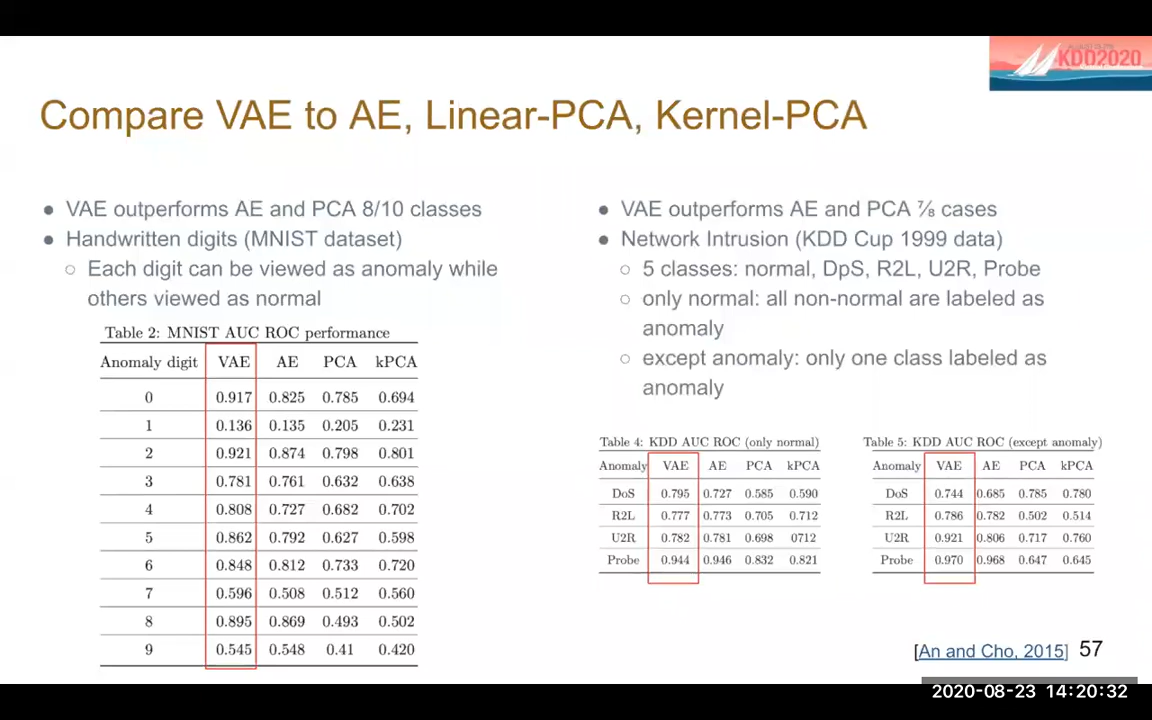 KDD2020
Compare VAE to AE, Linear-PCA, Kernel-PCA
● VAE outperforms AE and PCA 8/10 classes
● Handwritten digits (MNIST dataset)
○ Each digit can be viewed as anomaly while
others viewed as normal
Table 2: MNIST AUC ROC performance
Anomaly digit VAE AE PCA kPCA
0 0.917 0.825 0.785 0.694
1 0.136 0.135 0.205 0.231
2 0.921 0.874 0.798 0.801
3 0.781 0.761 0.632 0.638
4 0.808 0.727 0.682 0.702
5 0.862 0.792 0.627 0.598
6 0.848 0.812 0.733 0.720
7 0.596 0.508 0.512 0.560
8 0.895 0.869 0.493 0.502
9 0.545 0.548 0.41 0.420
● VAE outperforms AE and PCA ⅞ cases
● Network Intrusion (KDD Cup 1999 data)
○ 5 classes: normal, DpS, R2L, U2R, Probe
○ only normal: all non-normal are labeled as
anomaly
○ except anomaly: only one class labeled as
anomaly
Table 4: KDD AUC ROC (only normal)
Anomaly VAE AE PCA kPCA
DoS 0.795 0.727 0.585 0.590
R2L 0.777 0.773 0.705 0.712
U2R 0.782 0.781 0.698 0712
Probe 0.944 0.946 0.832 0.821
Table 5: KDD AUC ROC (except anomaly)
Anomaly VAE AE PCA kPCA
DoS 0.744 0.685 0.785 0.780
R2L 0.786 0.782 0.502 0.514
U2R 0.921 0.806 0.717 0.760
Probe 0.970 0.968 0.647 0.645
[An and Cho, 2015] 57
2020-08-23 14:20:32